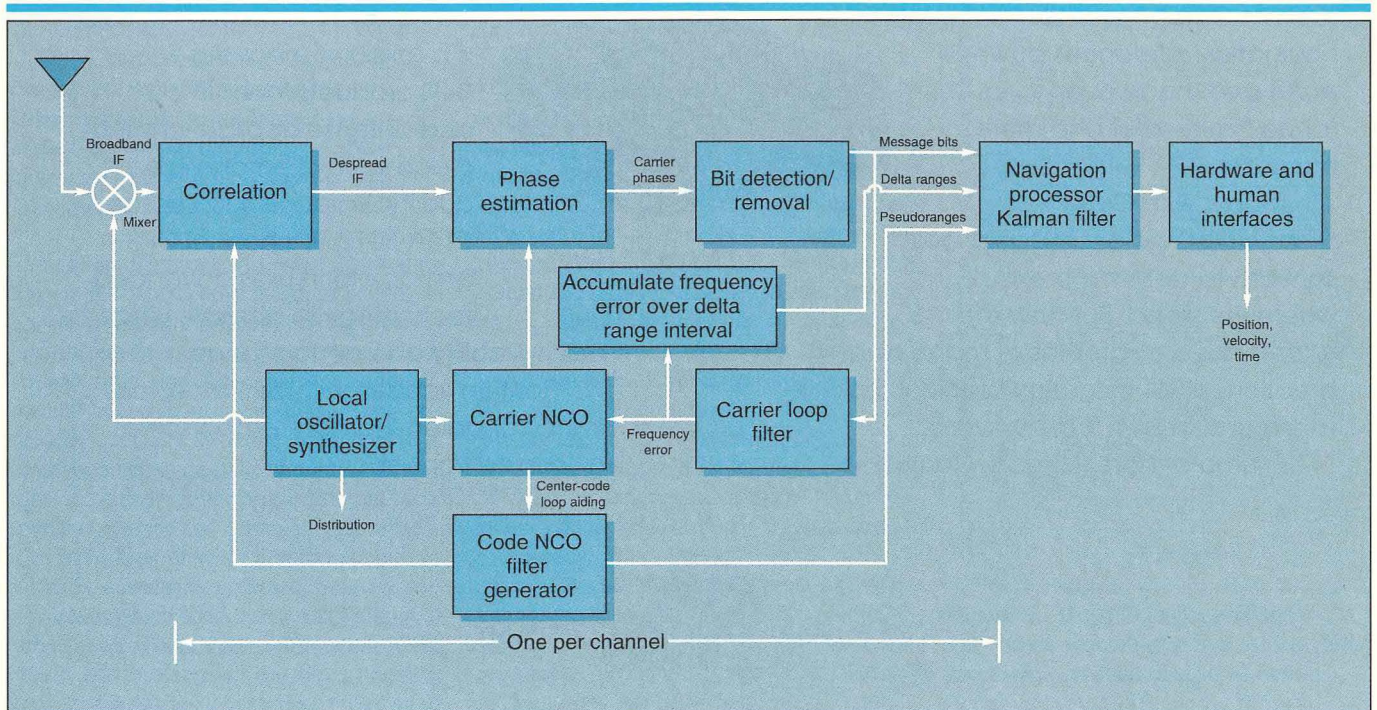 Broadband
IF
Mixer
Correlation
Despread
IF
Phase
estimation
Carrier
phases
Bit detection/
removal
Message bits
Delta ranges
Pseudoranges
Navigation
processor
Kalman filter
Hardware and
human
interfaces
Position,
velocity,
time
Accumulate frequency
error over delta
range interval
Local
oscillator/
synthesizer
Distribution
Carrier NCO
Frequency
error
Carrier loop
filter
Center-code
loop aiding
Code NCO
filter
generator
One per channel